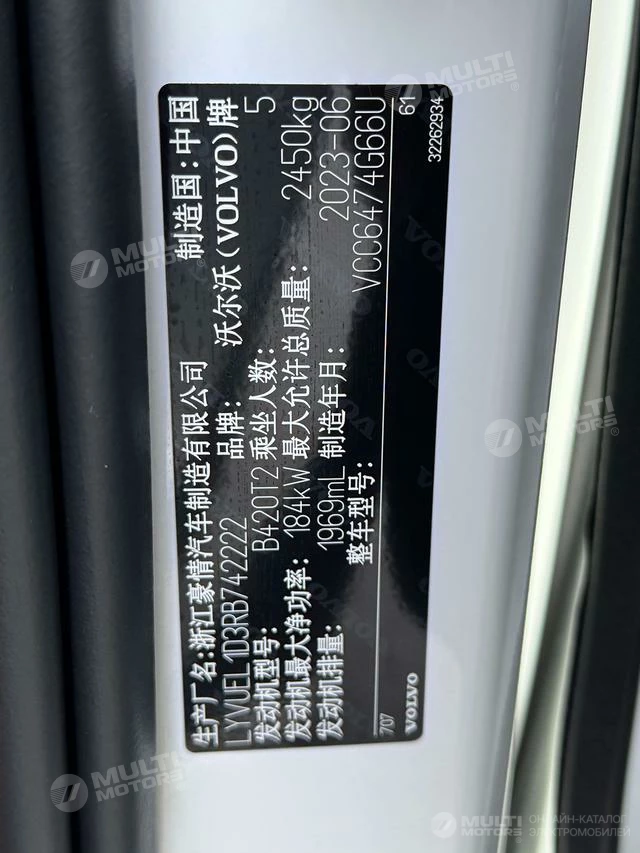 生产厂名:浙江豪情汽车制造有限公司 制造国:中国
LYVUEL1D3RB742222 品牌: 沃尔沃(VOLVO)牌
发动机型号: B420T2 乘坐人数: 5
发动机最大净功率: 184kW 最大允许总质量: 2450kg
发动机排量: 1969mL 制造年月: 2023-06
整车型号: VCC6474G66U
707 61
VOLVO 32262934
MULTI MOTORS
MULTI MOTORS
MULTI MOTORS
MULTI MOTORS
MULTI MOTORS
ОНЛАЙН-КАТАЛОГ
ЭЛЕКТРОМОБИЛЕЙ